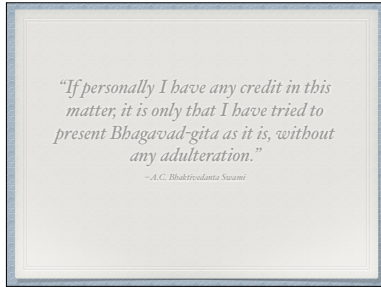 “If personally I have any credit in this
matter, it is only that I have tried to
present Bhagavad-gita as it is, without
any adulteration.”
–A.C. Bhaktivedanta Swami